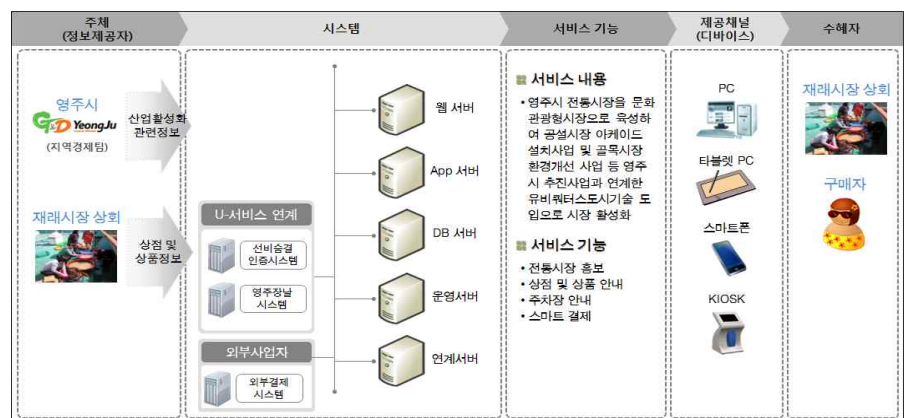 주체
(정보제공자)
시스템
서비스 기능
제공채널
(디바이스)
수혜자
영주시
G&D YeongJu
(지역경제팀)
산업활성화
관련정보
재래시장 상회
상점 및
상품정보
U-서비스 연계
선비숨결
인증시스템
영주장날
시스템
외부사업자
외부결제
시스템
웹 서버
App 서버
DB 서버
운영서버
연계서버
서비스 내용
• 영주시 전통시장을 문화
관광형시장으로 육성하
여 공설시장 아케이드
설치사업 및 골목시장
환경개선 사업 등 영주
시 추진사업과 연계한
유비쿼터스도시기술 도
입으로 시장 활성화
서비스 기능
• 전통시장 홍보
• 상점 및 상품 안내
• 주차장 안내
• 스마트 결제
PC
타블렛 PC
스마트폰
KIOSK
재래시장 상회
구매자